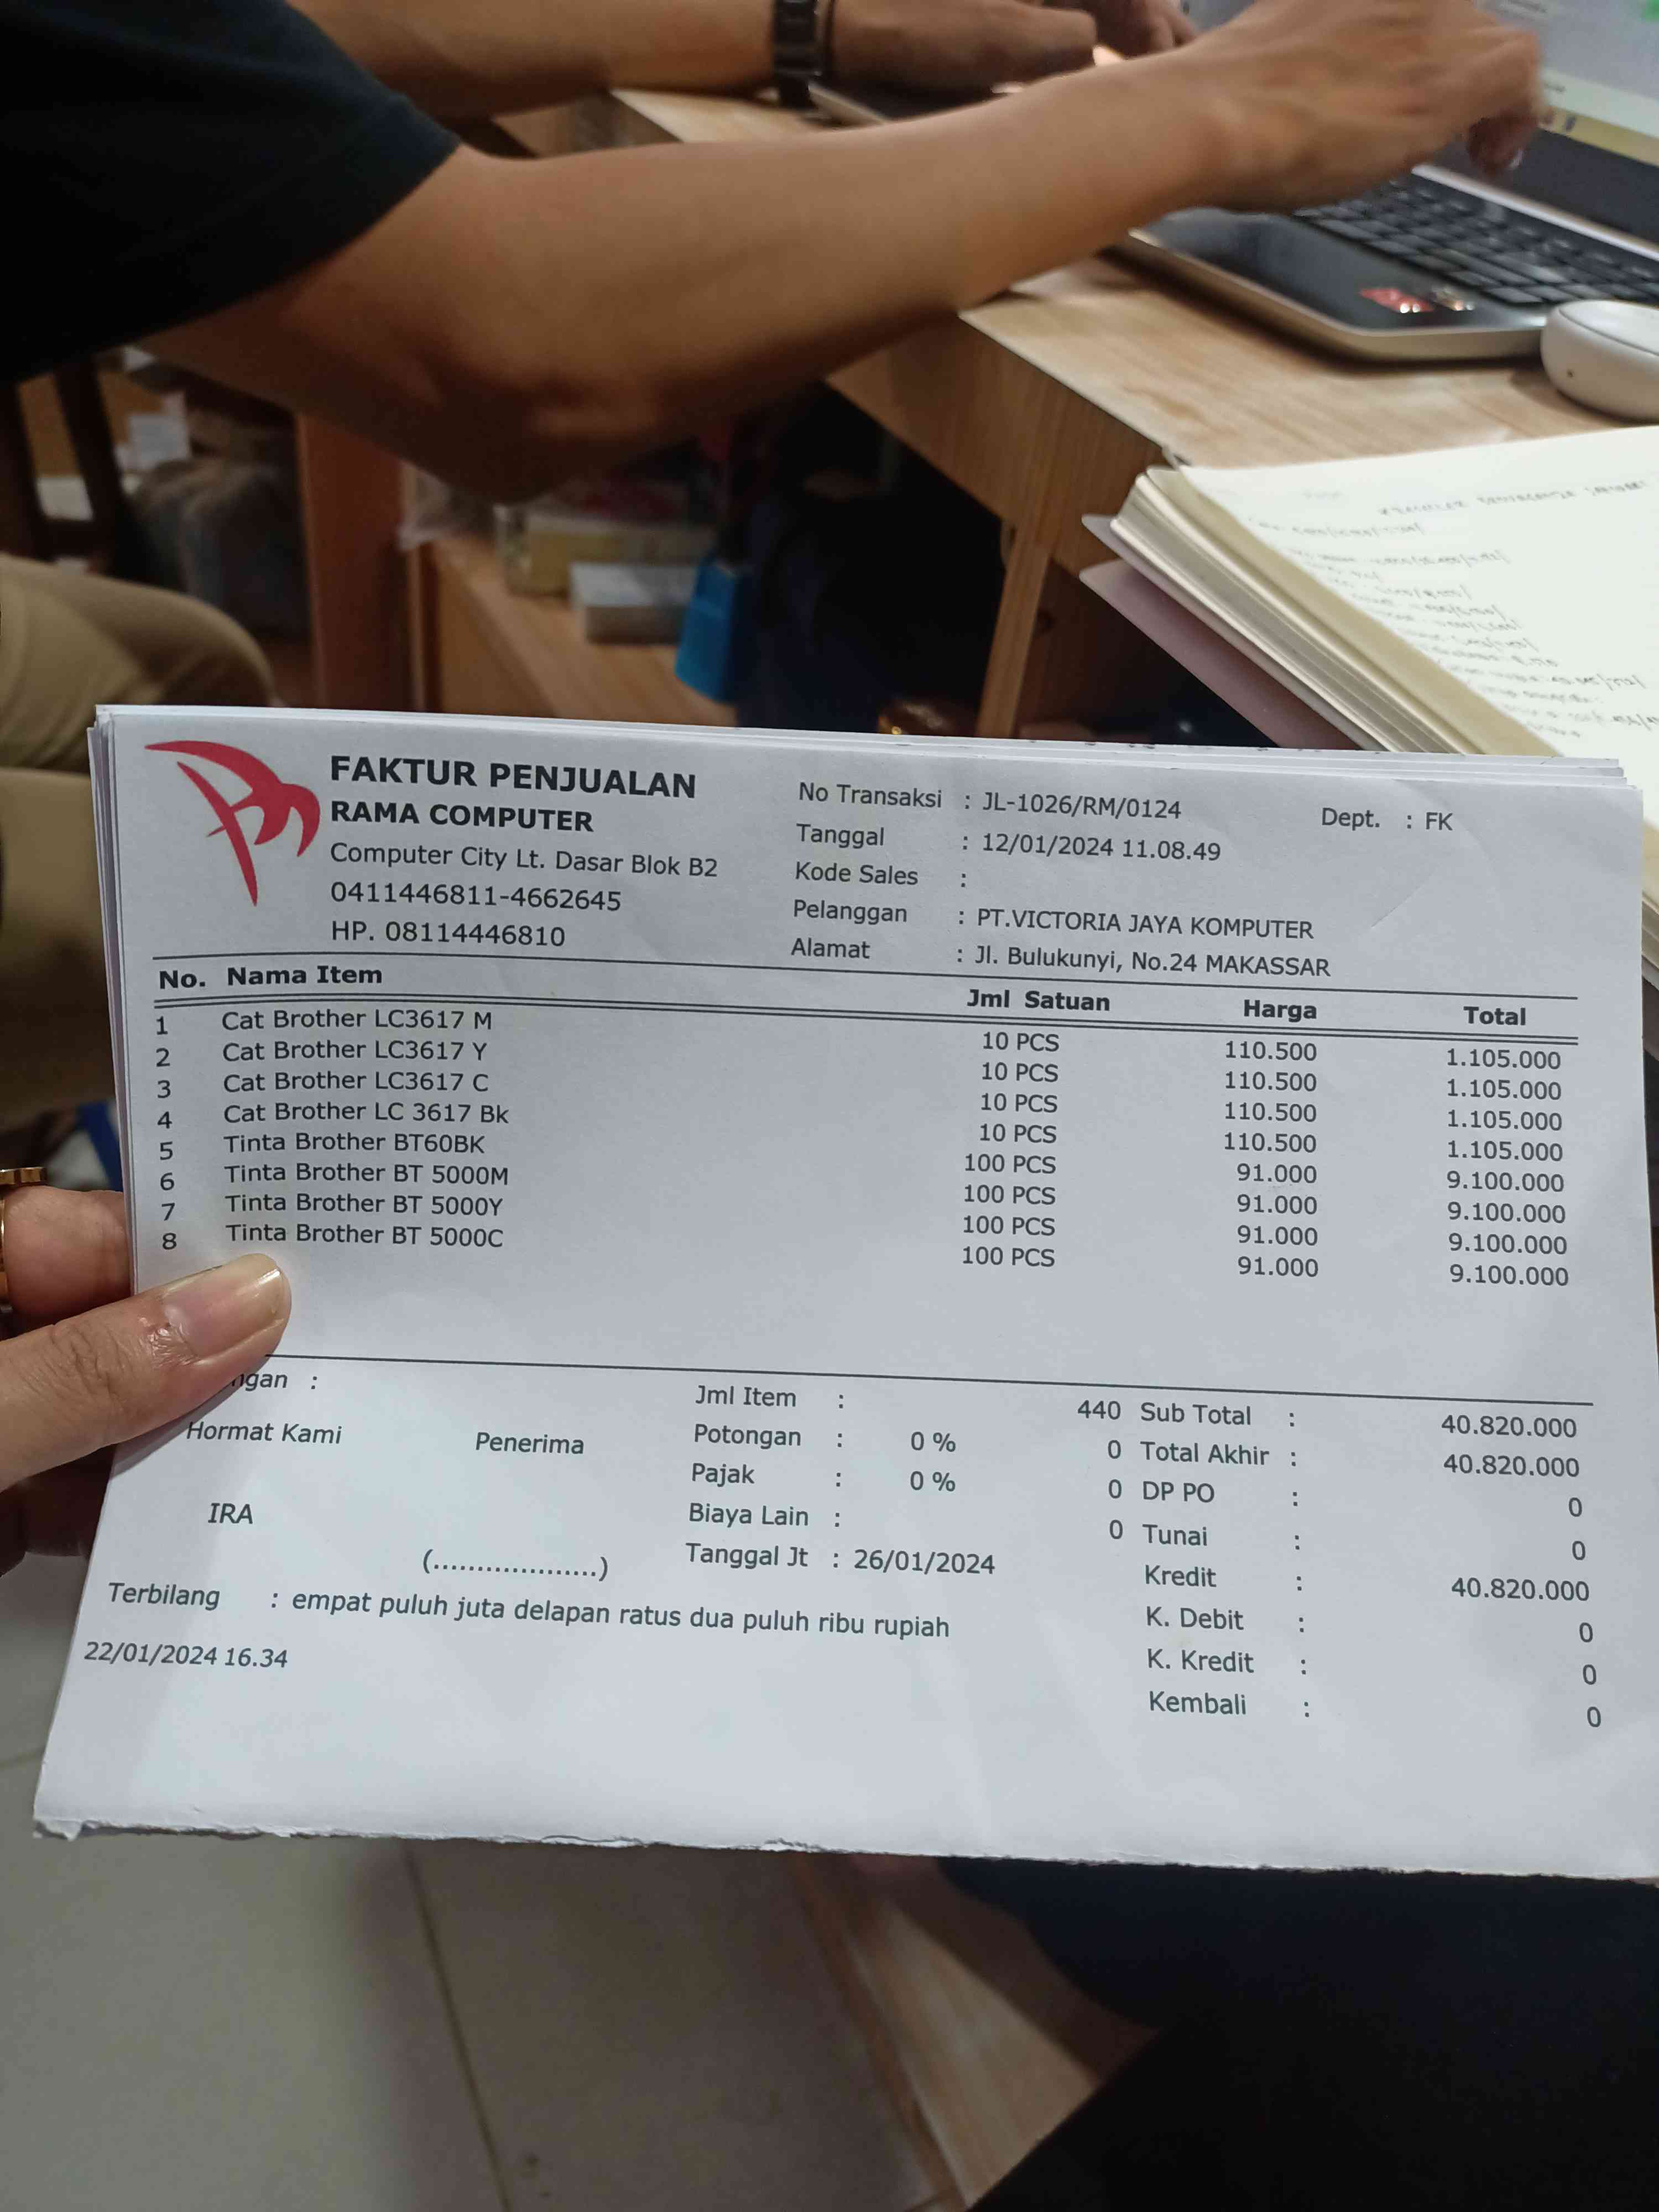 FAKTUR PENJUALAN
RAMA COMPUTER
Computer City Lt. Dasar Blok B2
0411446811-4662645
HP. 08114446810
No Transaksi : JL-1026/RM/0124 Dept. : FK
Tanggal : 12/01/2024 11.08.49
Kode Sales :
Pelanggan : PT.VICTORIA JAYA KOMPUTER
Alamat : Jl. Bulukunyi, No.24 MAKASSAR
No. Nama Item Jml Satuan Harga Total
1 Cat Brother LC3617 M 10 PCS 110.500 1.105.000
2 Cat Brother LC3617 Y 10 PCS 110.500 1.105.000
3 Cat Brother LC3617 C 10 PCS 110.500 1.105.000
4 Cat Brother LC 3617 Bk 10 PCS 110.500 1.105.000
5 Tinta Brother BT60BK 100 PCS 91.000 9.100.000
6 Tinta Brother BT 5000M 100 PCS 91.000 9.100.000
7 Tinta Brother BT 5000Y 100 PCS 91.000 9.100.000
8 Tinta Brother BT 5000C 100 PCS 91.000 9.100.000
ngan :
Hormat Kami Penerima
IRA
(...................)
Jml Item : 440
Potongan : 0 % 0
Pajak : 0 % 0
Biaya Lain : 0
Tanggal Jt : 26/01/2024
Sub Total : 40.820.000
Total Akhir : 40.820.000
DP PO : 0
Tunai : 0
Kredit : 40.820.000
K. Debit : 0
K. Kredit : 0
Kembali : 0
Terbilang : empat puluh juta delapan ratus dua puluh ribu rupiah
22/01/2024 16.34